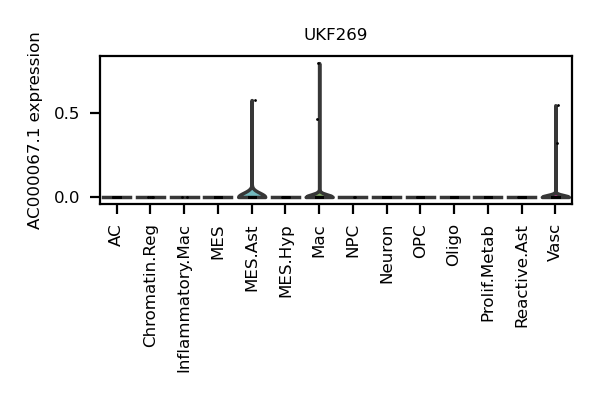 UKF269
AC000067.1 expression
0.5
0.0
AC
Chromatin.Reg
Inflammatory.Mac
MES
MES.Ast
MES.Hyp
Mac
NPC
Neuron
OPC
Oligo
Prolif.Metab
Reactive.Ast
Vasc